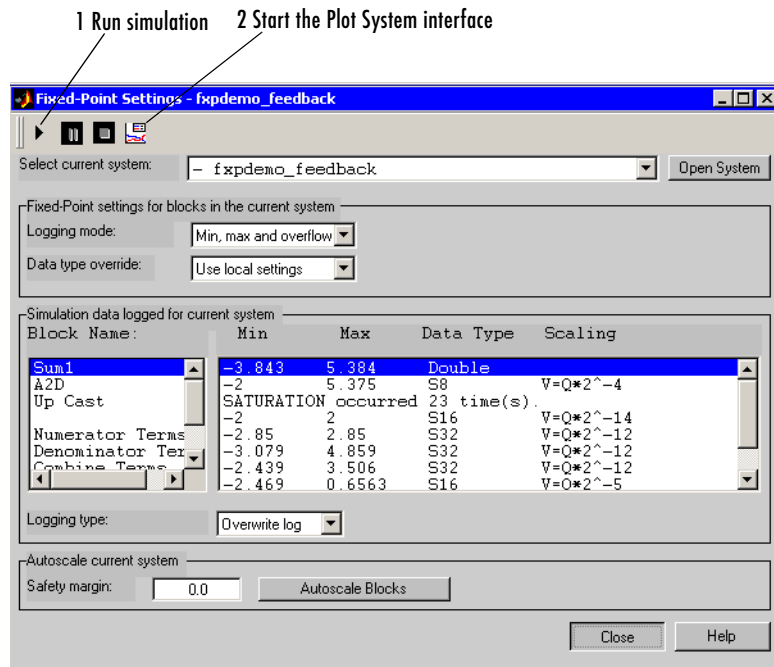 1 Run simulation 2 Start the Plot System interface
Fixed-Point Settings - fxpdemo_feedback
Select current system: - fxpdemo_feedback Open System
Fixed-Point settings for blocks in the current system
Logging mode: Min, max and overflow
Data type override: Use local settings
Simulation data logged for current system
Block Name: Min Max Data Type Scaling
Sum1 -3.843 5.384 Double
A2D -2 5.375 S8 V=Q*2^-4
Up Cast SATURATION occurred 23 time(s).
-2 2 S16 V=Q*2^-14
Numerator Terms -2.85 2.85 S32 V=Q*2^-12
Denominator Ter -3.079 4.859 S32 V=Q*2^-12
Combine Terms -2.439 3.506 S32 V=Q*2^-12
-2.469 0.6563 S16 V=Q*2^-5
Logging type: Overwrite log
Autoscale current system
Safety margin: 0.0 Autoscale Blocks
Close Help